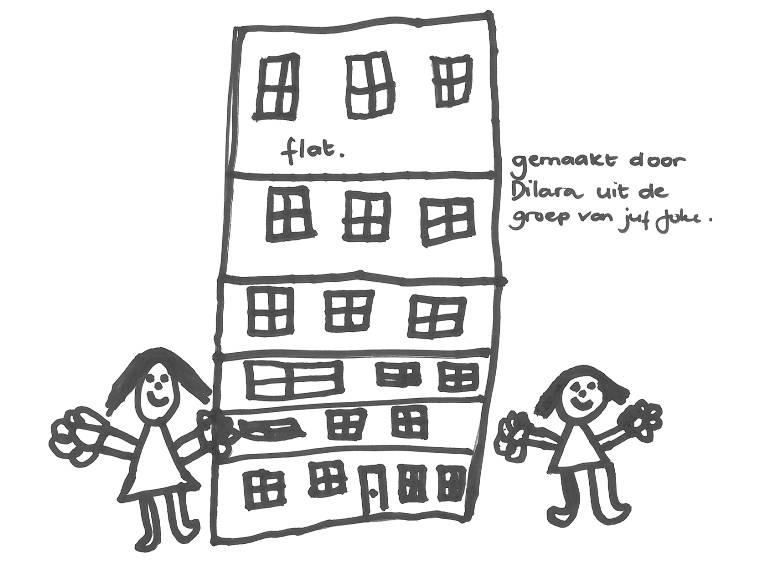 flat.
gemaakt door
Dilara uit de
groep van juf Joke.